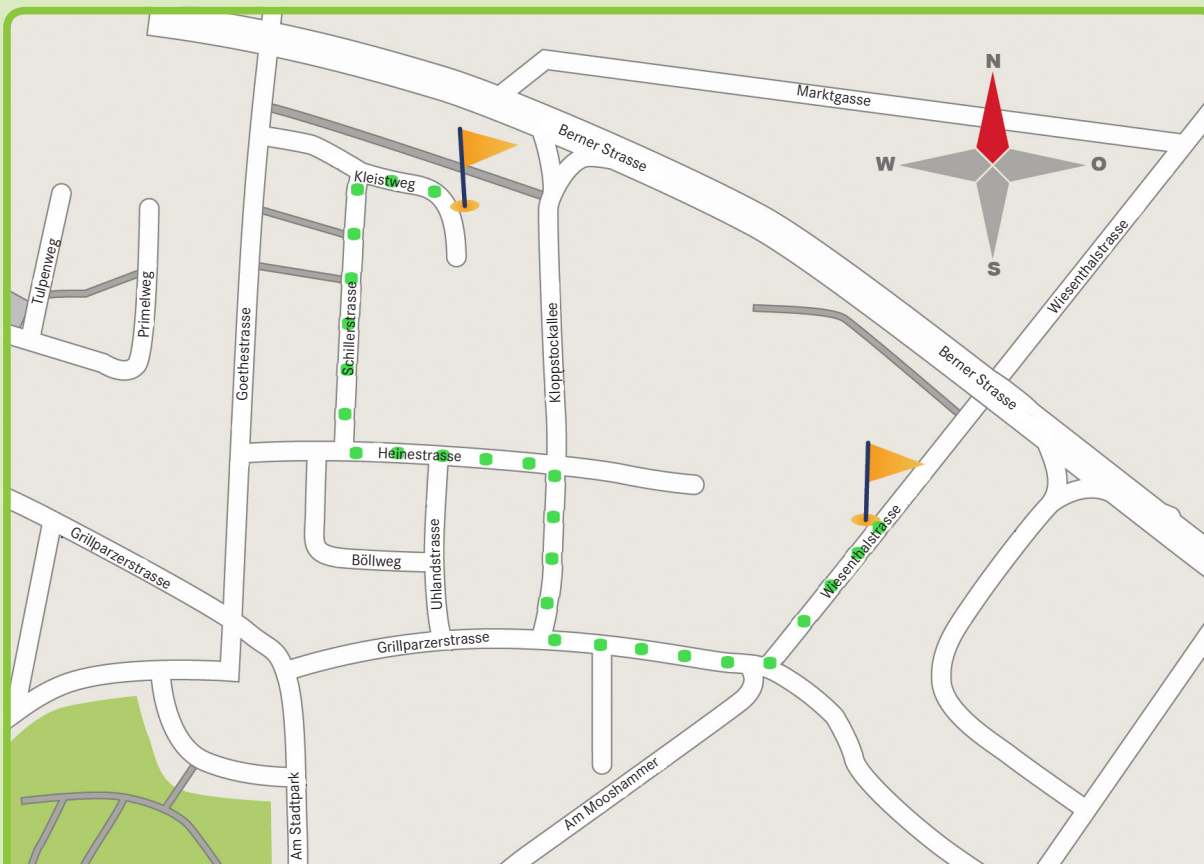 N
Marktgasse
Berner Strasse
W
O
Kleistweg
S
Wiesenthalstrasse
Tulpenweg
Primelweg
Goethestrasse
Schillerstrasse
Kloppstockallee
Berner Strasse
Heinestrasse
Wiesenthalstrasse
Grillparzerstrasse
Böllweg
Uhlandstrasse
Grillparzerstrasse
Am Stadtpark
Am Mooshammer